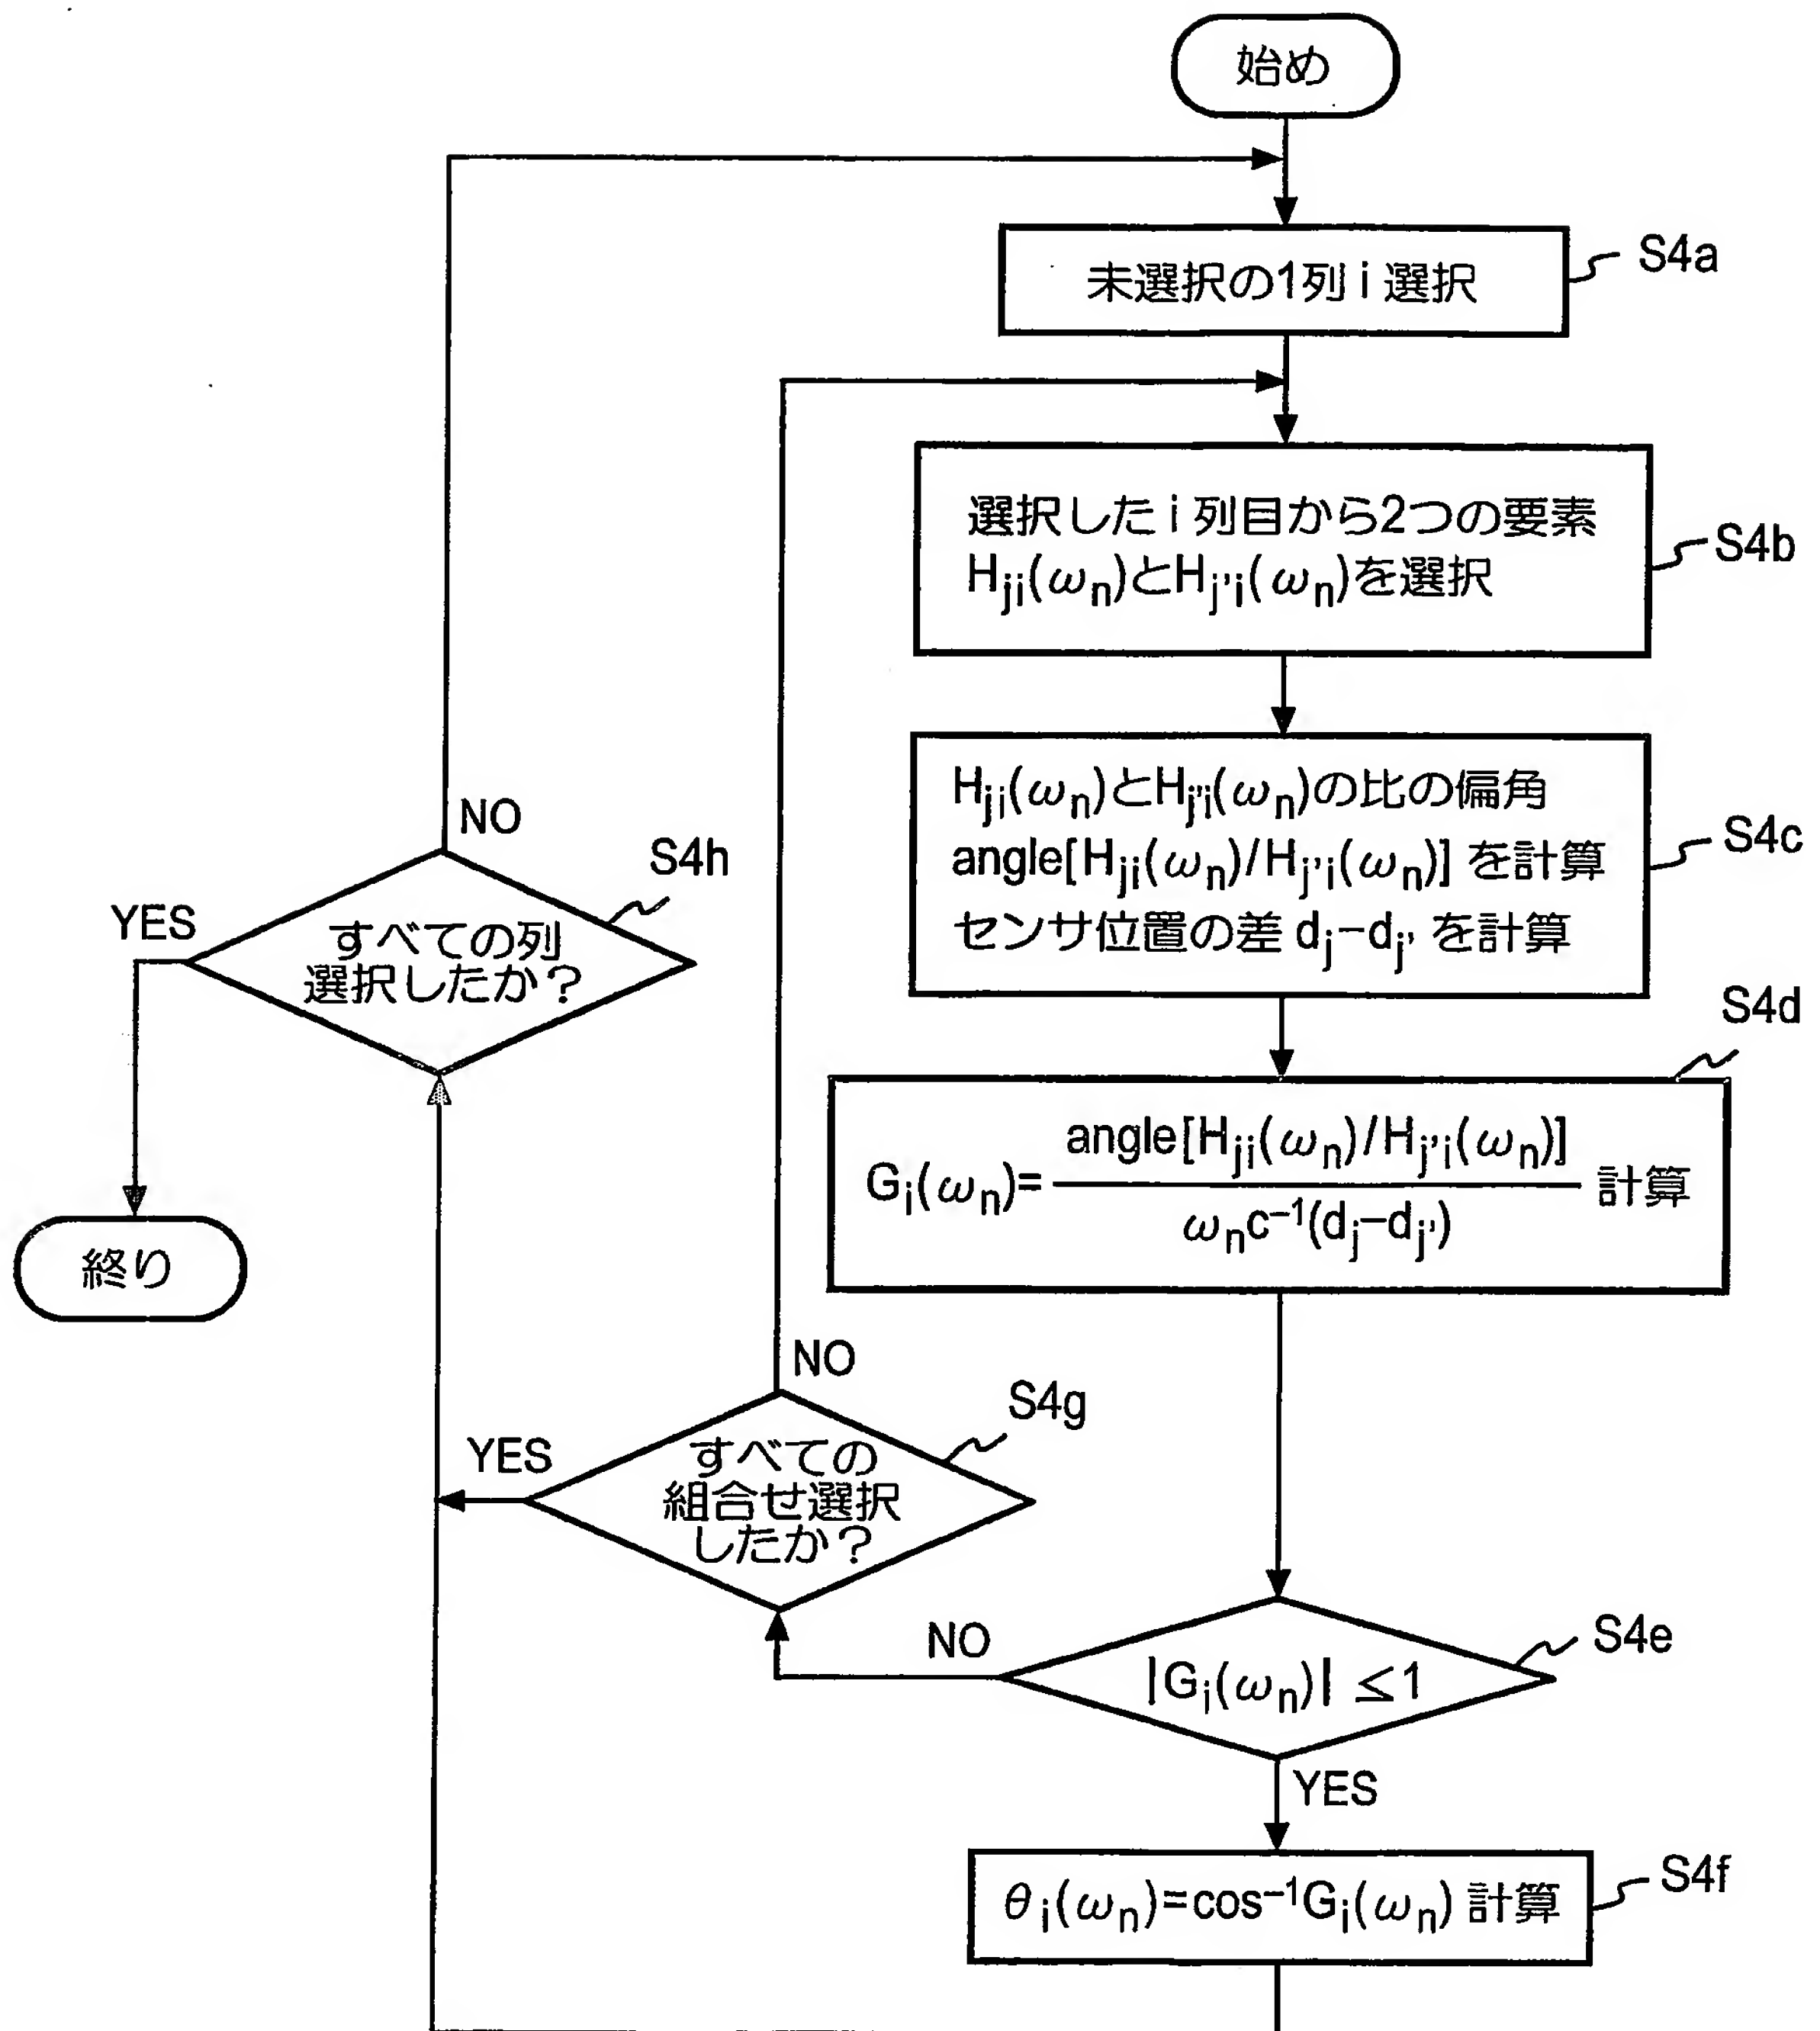 始め
未選択の1列i選択
S4a
選択したi列目から2つの要素
Hji(ωn)とHj'i(ωn)を選択
S4b
Hji(ωn)とHj'i(ωn)の比の偏角
angle[Hji(ωn)/Hj'i(ωn)] を計算
センサ位置の差 dj−dj' を計算
S4c
S4d
angle[Hji(ωn)/Hj'i(ωn)]
Gi(ωn)= 計算
ωnc⁻¹(dj−dj')
|Gi(ωn)| ≦1
S4e
NO
YES
θi(ωn)=cos⁻¹Gi(ωn) 計算
S4f
すべての
組合せ選択
したか?
S4g
NO
YES
すべての列
選択したか?
S4h
NO
YES
終り